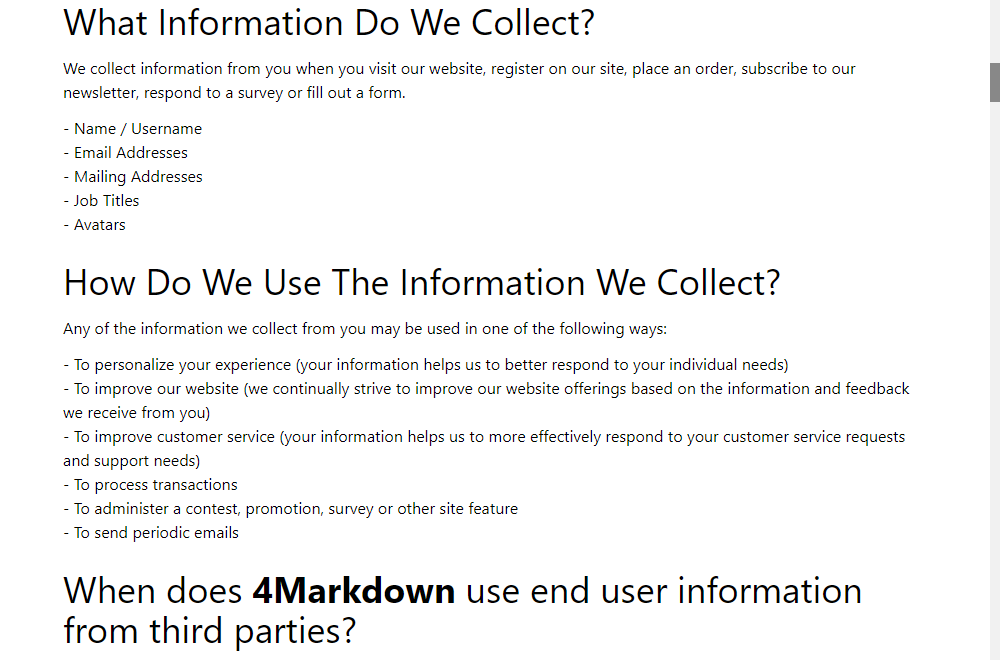 What Information Do We Collect?
We collect information from you when you visit our website, register on our site, place an order, subscribe to our
newsletter, respond to a survey or fill out a form.
- Name / Username
- Email Addresses
- Mailing Addresses
- Job Titles
- Avatars
How Do We Use The Information We Collect?
Any of the information we collect from you may be used in one of the following ways:
- To personalize your experience (your information helps us to better respond to your individual needs)
- To improve our website (we continually strive to improve our website offerings based on the information and feedback
we receive from you)
- To improve customer service (your information helps us to more effectively respond to your customer service requests
and support needs)
- To process transactions
- To administer a contest, promotion, survey or other site feature
- To send periodic emails
When does 4Markdown use end user information
from third parties?